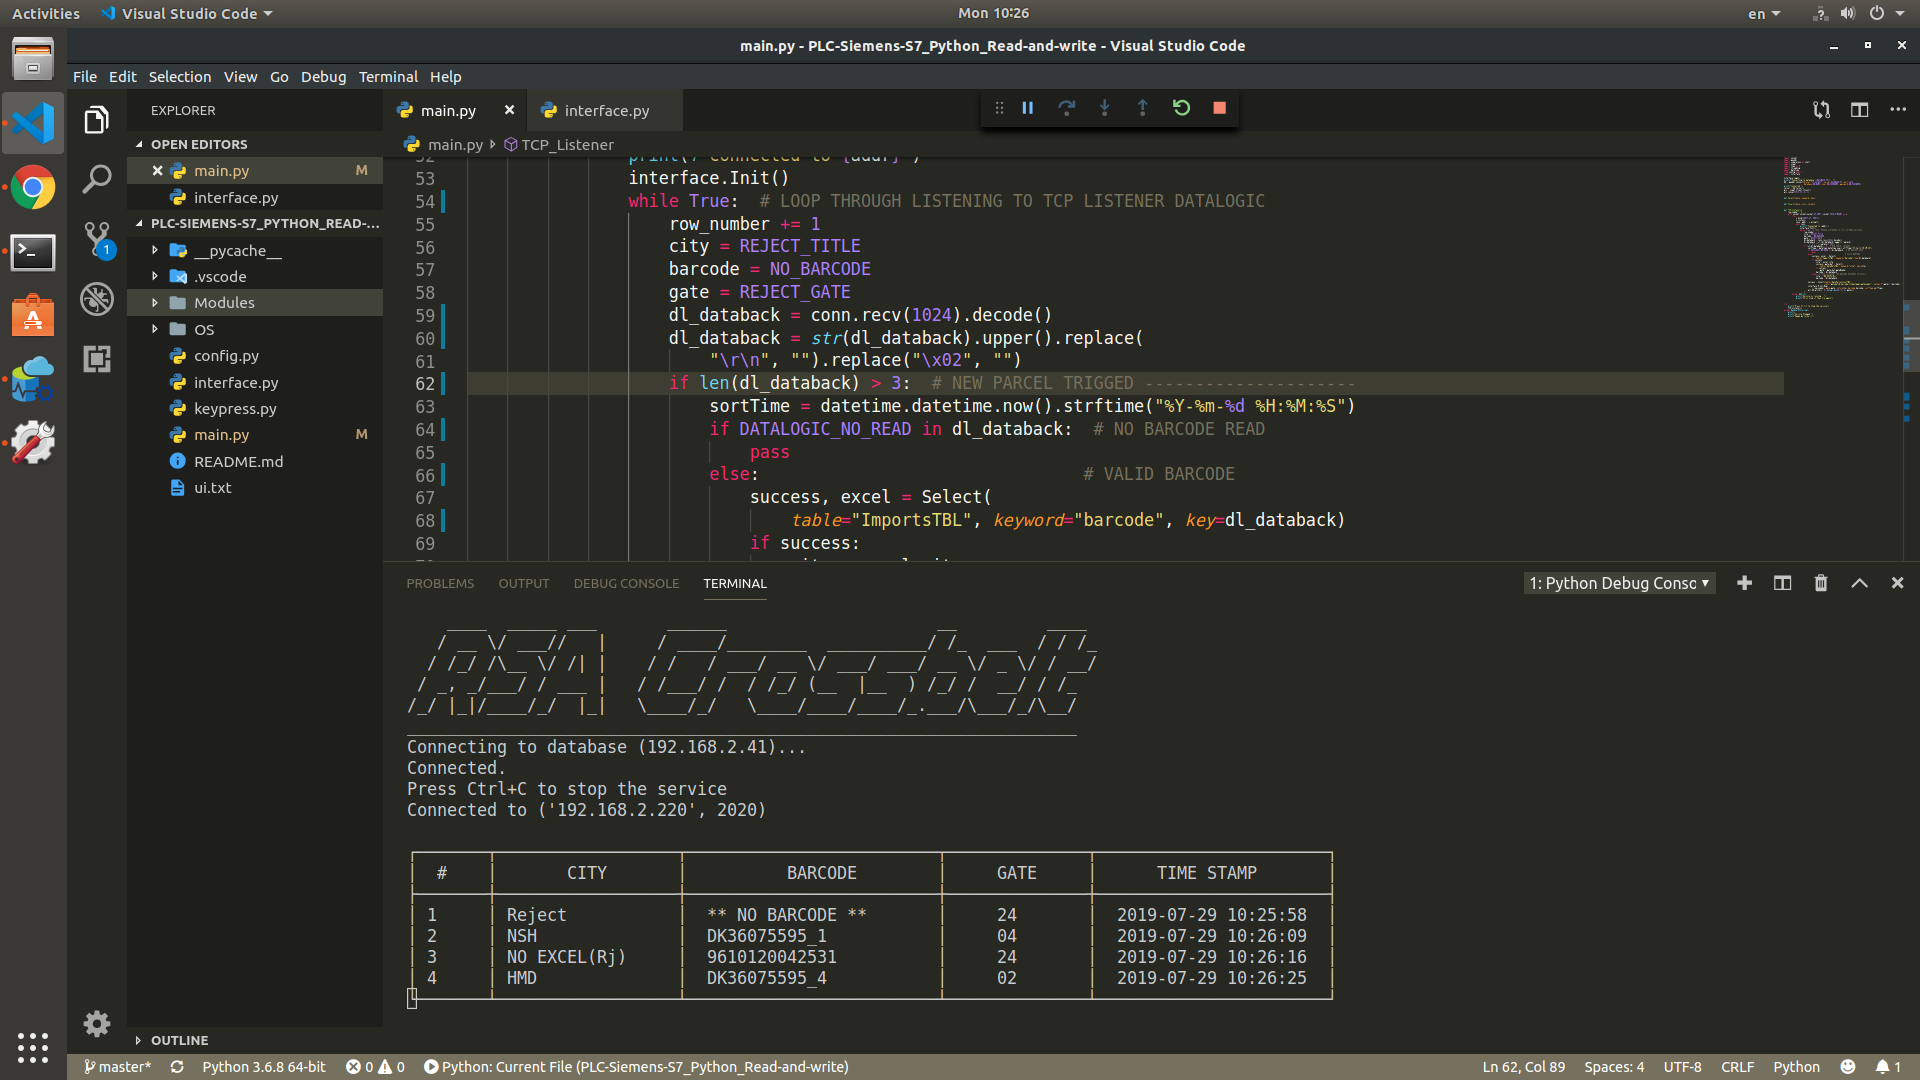 Activities
Visual Studio Code
Mon 10:26
en
main.py - PLC-Siemens-S7_Python_Read-and-write - Visual Studio Code
File Edit Selection View Go Debug Terminal Help
EXPLORER
OPEN EDITORS
main.py M
interface.py
PLC-SIEMENS-S7_PYTHON_READ-...
__pycache__
.vscode
Modules
OS
config.py
interface.py
keypress.py
main.py M
README.md
ui.txt
OUTLINE
1
main.py
interface.py
main.py TCP_Listener
52 print(f"Connected to {addr}")
53 interface.Init()
54 while True:  # LOOP THROUGH LISTENING TO TCP LISTENER DATALOGIC
55 row_number += 1
56 city = REJECT_TITLE
57 barcode = NO_BARCODE
58 gate = REJECT_GATE
59 dl_databack = conn.recv(1024).decode()
60 dl_databack = str(dl_databack).upper().replace(
61 "\r\n", "").replace("\x02", "")
62 if len(dl_databack) > 3:  # NEW PARCEL TRIGGED ---------------------
63 sortTime = datetime.datetime.now().strftime("%Y-%m-%d %H:%M:%S")
64 if DATALOGIC_NO_READ in dl_databack:  # NO BARCODE READ
65 pass
66 else: # VALID BARCODE
67 success, excel = Select(
68 table="ImportsTBL", keyword="barcode", key=dl_databack)
69 if success:
PROBLEMS OUTPUT DEBUG CONSOLE TERMINAL
1: Python Debug Conso
RSA Crossbelt
Connecting to database (192.168.2.41)...
Connected.
Press Ctrl+C to stop the service
Connected to ('192.168.2.220', 2020)
# CITY BARCODE GATE TIME STAMP
1 Reject ** NO BARCODE ** 24 2019-07-29 10:25:58
2 NSH DK36075595_1 04 2019-07-29 10:26:09
3 NO EXCEL(Rj) 9610120042531 24 2019-07-29 10:26:16
4 HMD DK36075595_4 02 2019-07-29 10:26:25
master* Python 3.6.8 64-bit 0 0 Python: Current File (PLC-Siemens-S7_Python_Read-and-write)
Ln 62, Col 89 Spaces: 4 UTF-8 CRLF Python 1